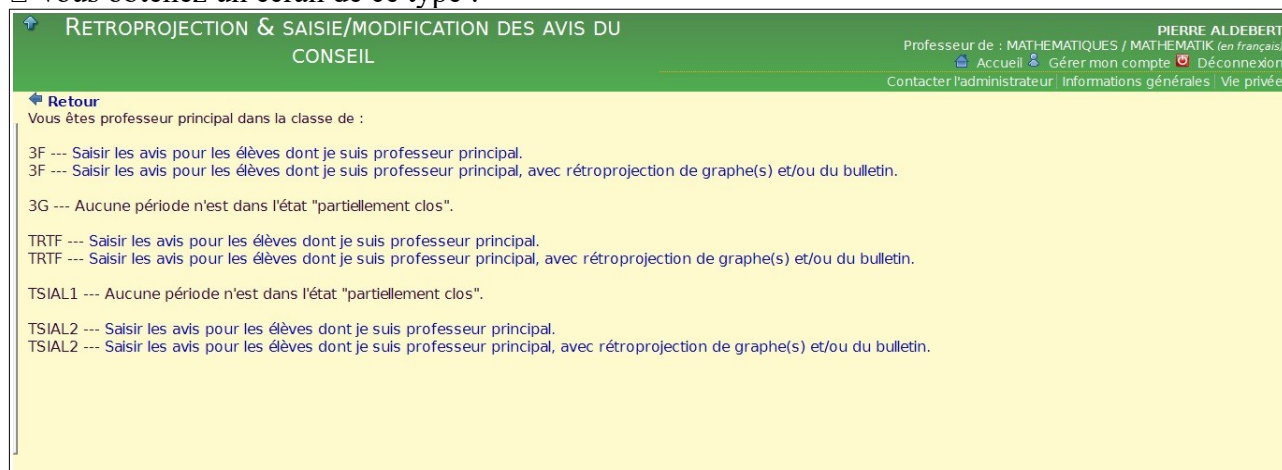 Vous obtenez un écran de ce type :
RETROPROJECTION & SAISIE/MODIFICATION DES AVIS DU
CONSEIL
PIERRE ALDEBERT
Professeur de : MATHEMATIQUES / MATHEMATIK (en français)
Accueil Gérer mon compte Déconnexion
Contacter l'administrateur | Informations générales | Vie privée
Retour
Vous êtes professeur principal dans la classe de :
3F --- Saisir les avis pour les élèves dont je suis professeur principal.
3F --- Saisir les avis pour les élèves dont je suis professeur principal, avec rétroprojection de graphe(s) et/ou du bulletin.
3G --- Aucune période n'est dans l'état "partiellement clos".
TRTF --- Saisir les avis pour les élèves dont je suis professeur principal.
TRTF --- Saisir les avis pour les élèves dont je suis professeur principal, avec rétroprojection de graphe(s) et/ou du bulletin.
TSIAL1 --- Aucune période n'est dans l'état "partiellement clos".
TSIAL2 --- Saisir les avis pour les élèves dont je suis professeur principal.
TSIAL2 --- Saisir les avis pour les élèves dont je suis professeur principal, avec rétroprojection de graphe(s) et/ou du bulletin.